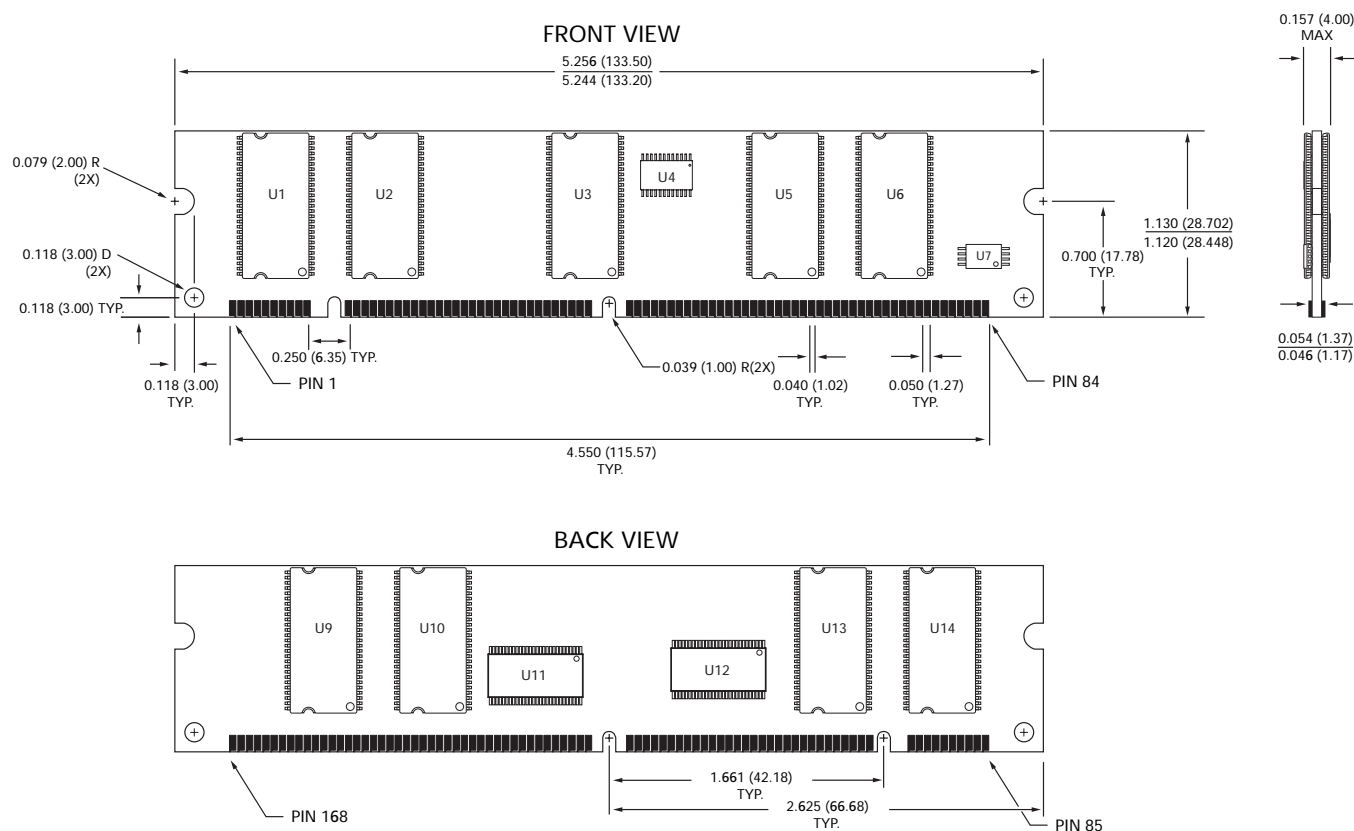 FRONT VIEW
5.256 (133.50)
5.244 (133.20)
0.157 (4.00)
MAX
0.079 (2.00) R
(2X)
U1
U2
U3
U4
U5
U6
U7
1.130 (28.702)
1.120 (28.448)
0.700 (17.78)
TYP.
0.118 (3.00) D
(2X)
0.118 (3.00) TYP.
0.250 (6.35) TYP.
0.118 (3.00)
TYP.
PIN 1
0.039 (1.00) R(2X)
0.040 (1.02)
TYP.
0.050 (1.27)
TYP.
PIN 84
0.054 (1.37)
0.046 (1.17)
4.550 (115.57)
TYP.
BACK VIEW
U9
U10
U11
U12
U13
U14
1.661 (42.18)
TYP.
2.625 (66.68)
TYP.
PIN 168
PIN 85